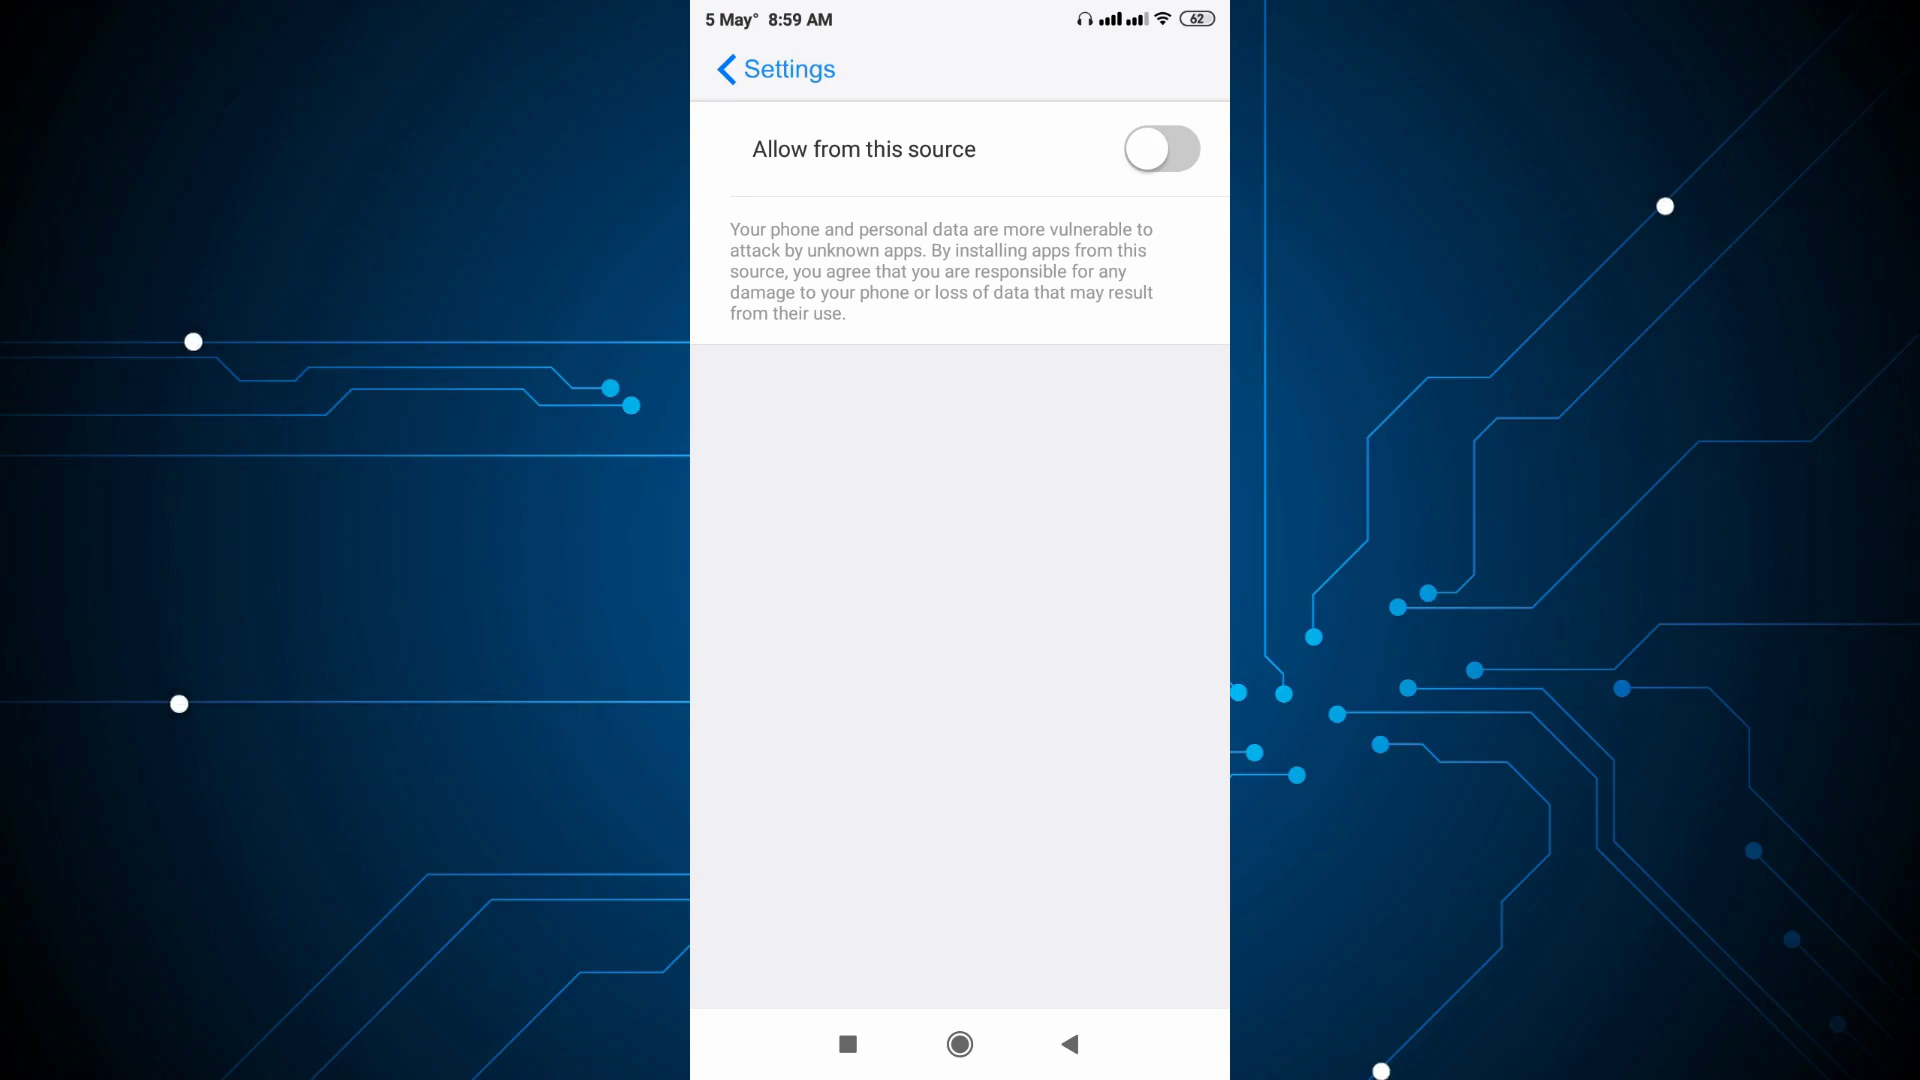 5 May° 8:59 AM
62
Settings
Allow from this source
Your phone and personal data are more vulnerable to
attack by unknown apps. By installing apps from this
source, you agree that you are responsible for any
damage to your phone or loss of data that may result
from their use.